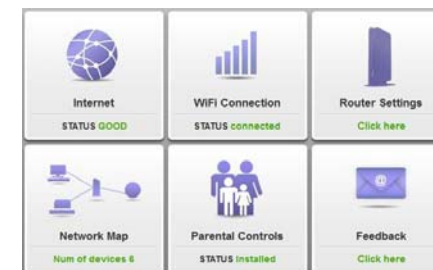 Internet
WiFi Connection
Router Settings
STATUS GOOD
STATUS connected
Click here
@
Network Map
Parental Controls
Feedback
Num of devices 6
STATUS Installed
Click here